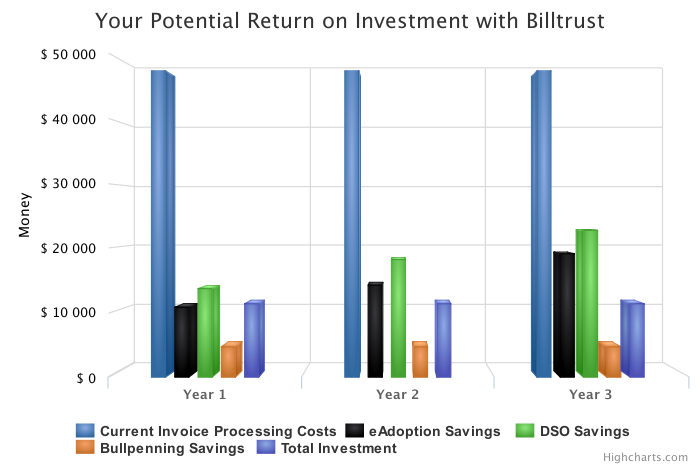 Your Potential Return on Investment with Billtrust
$ 50 000
$ 40 000
$ 30 000
$ 20 000
$ 10 000
$ 0
Money
Year 1
Year 2
Year 3
Current Invoice Processing Costs eAdoption Savings DSO Savings
Bullpenning Savings Total Investment
Highcharts.com